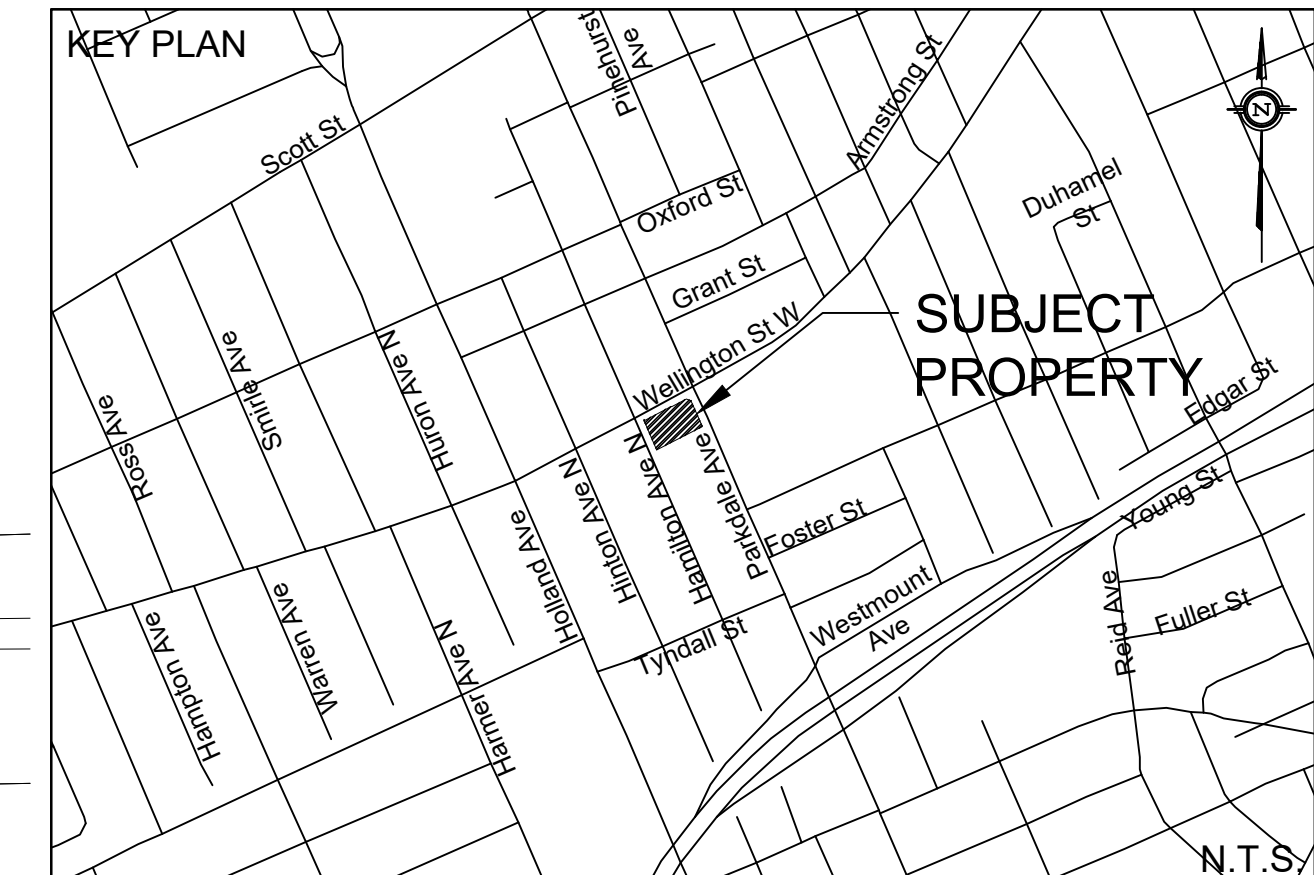 KEY PLAN
Pinehurst
Ave
Armstrong St
N
Scott St
Duhamel
St
Oxford St
Grant St
SUBJECT
PROPERTY
Wellington St W
Smirle Ave
Huron Ave N
Edgar St
Ross Ave
Hinton Ave N
Hamilton Ave N
Parkdale Ave
Young St
Foster St
Holland Ave
Westmount
Ave
Reid Ave
Fuller St
Hampton Ave
Warren Ave
Harmer Ave N
Tyndall St
N.T.S.